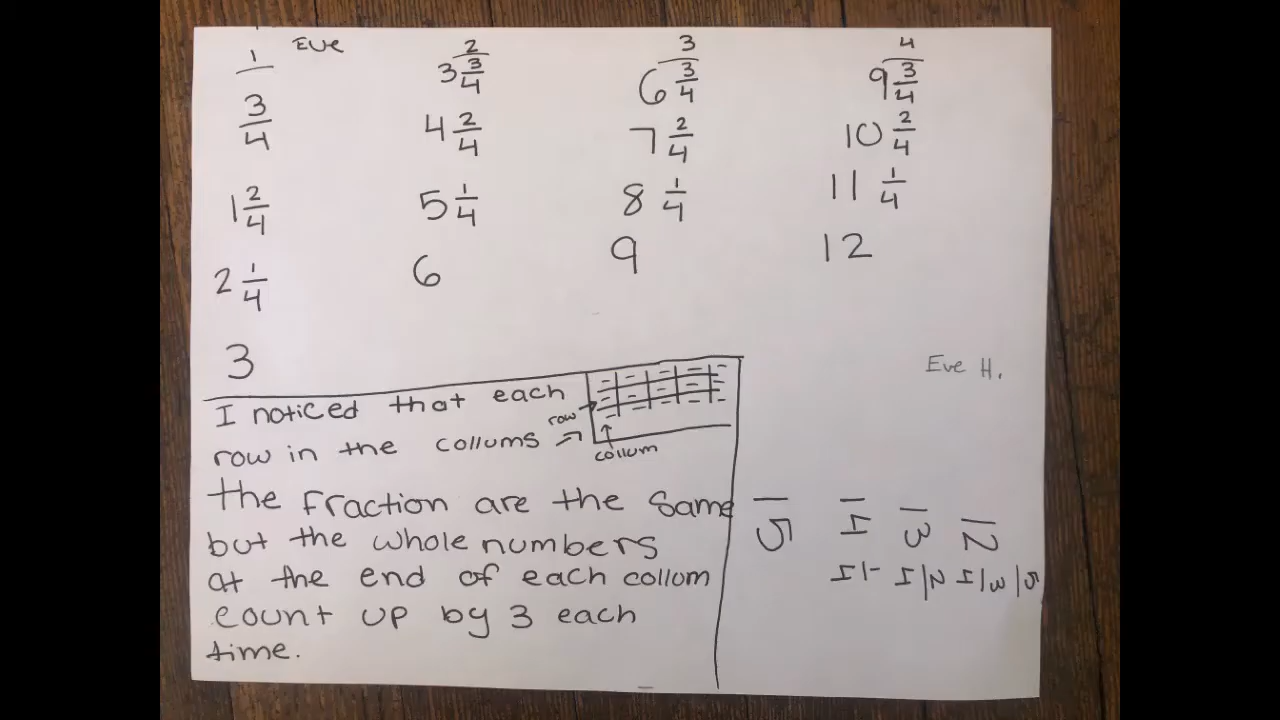 Eve
1 2 3 4
3/4 3 3/4 6 3/4 9 3/4
1 2/4 4 2/4 7 2/4 10 2/4
2 1/4 5 1/4 8 1/4 11 1/4
3 6 9 12
Eve H.
I noticed that each
row in the collums
row
collum
the fraction are the same
but the whole numbers
at the end of each collum
count up by 3 each
time.